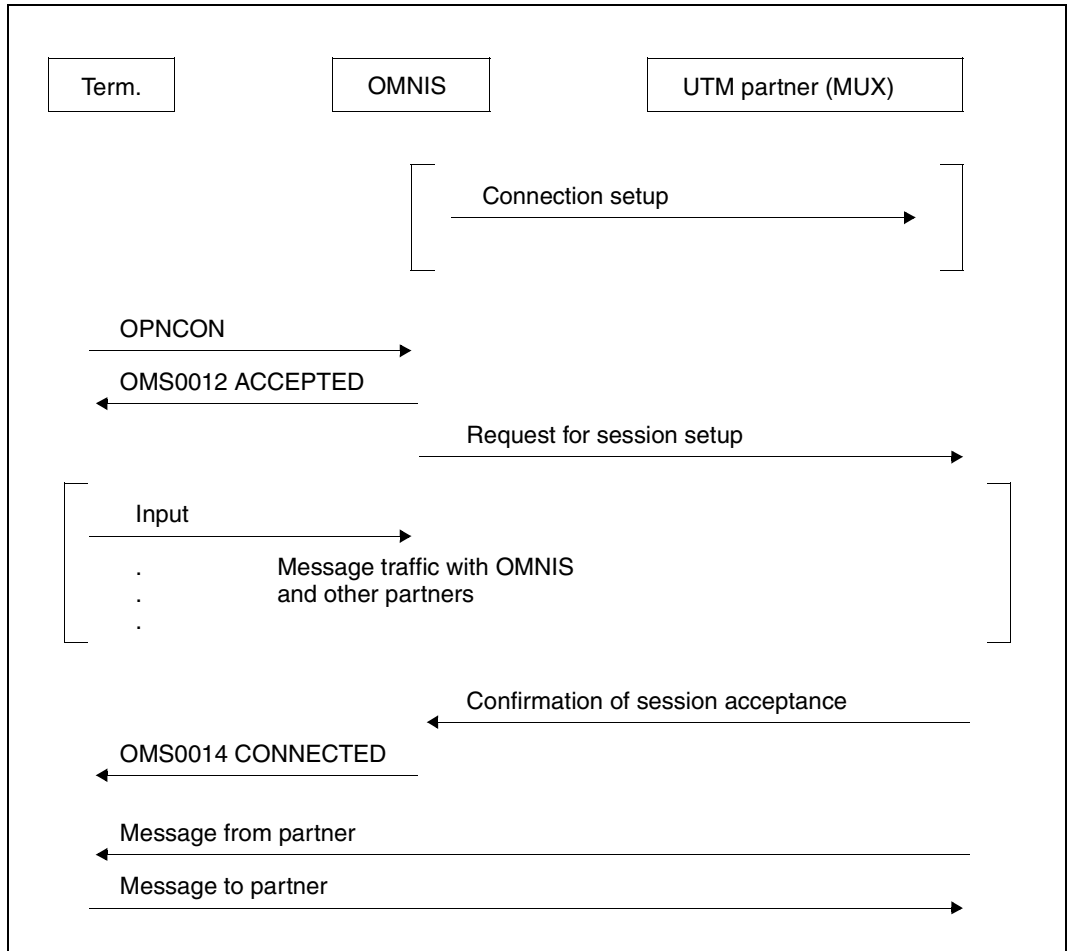 Term.
OMNIS
UTM partner (MUX)
Connection setup
OPNCON
OMS0012 ACCEPTED
Request for session setup
Input
.
Message traffic with OMNIS
.
and other partners
.
Confirmation of session acceptance
OMS0014 CONNECTED
Message from partner
Message to partner